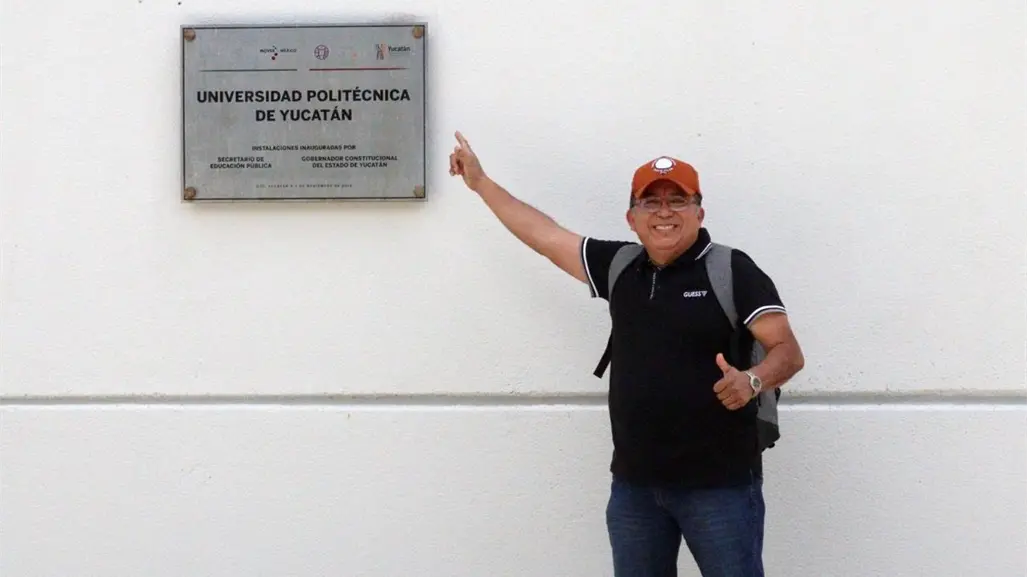 Yucatán
UNIVERSIDAD POLITÉCNICA
DE YUCATÁN
INSTALACIONES INAUGURADAS POR
SECRETARIO DE
EDUCACIÓN PÚBLICA
GOBERNADOR CONSTITUCIONAL
DEL ESTADO DE YUCATÁN
GUESS